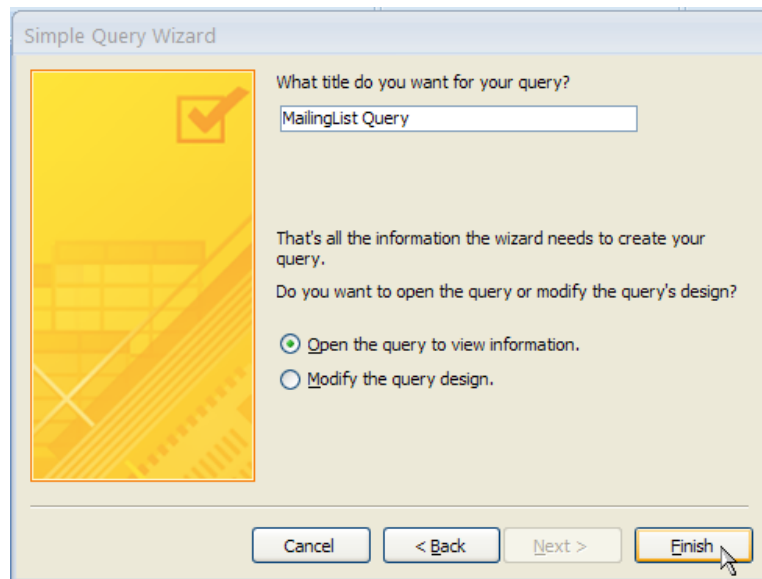 Simple Query Wizard
What title do you want for your query?
MailingList Query
That's all the information the wizard needs to create your
query.
Do you want to open the query or modify the query's design?
Open the query to view information.
Modify the query design.
Cancel
< Back
Next >
Finish